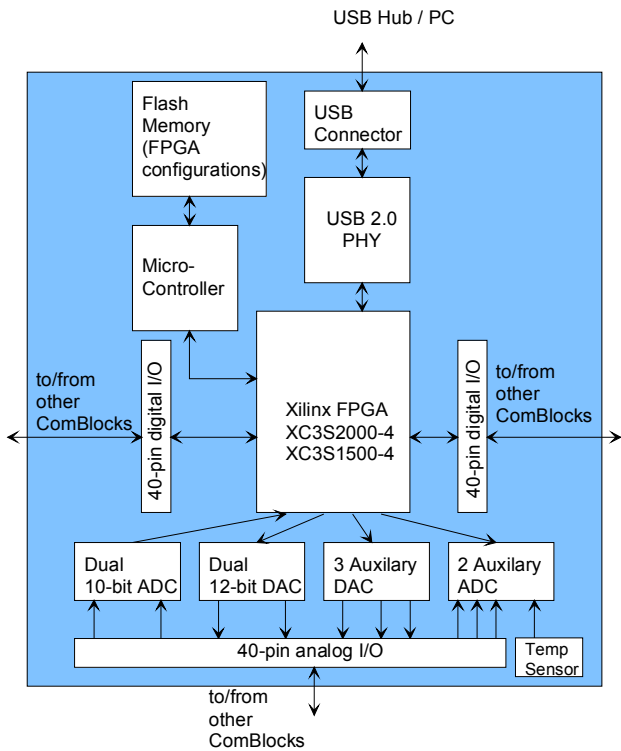 USB Hub / PC
Flash
Memory
(FPGA
configurations)
USB
Connector
USB 2.0
PHY
Micro-
Controller
to/from
other
ComBlocks
40-pin digital I/O
Xilinx FPGA
XC3S2000-4
XC3S1500-4
40-pin digital I/O
to/from
other
ComBlocks
Dual
10-bit ADC
Dual
12-bit DAC
3 Auxilary
DAC
2 Auxilary
ADC
40-pin analog I/O
Temp
Sensor
to/from
other
ComBlocks